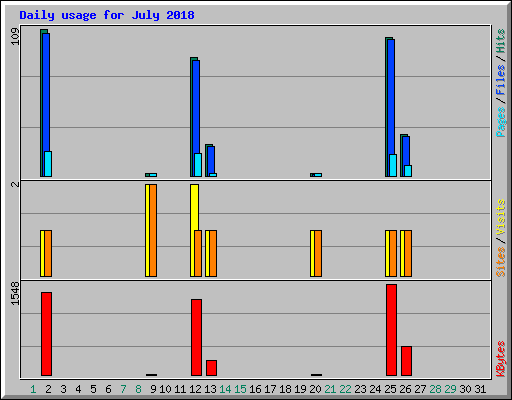 Daily usage for July 2018
109
2
1548
Pages / Files / Hits
Sites / Visits
KBytes
1 2 3 4 5 6 7 8 9 10 11 12 13 14 15 16 17 18 19 20 21 22 23 24 25 26 27 28 29 30 31